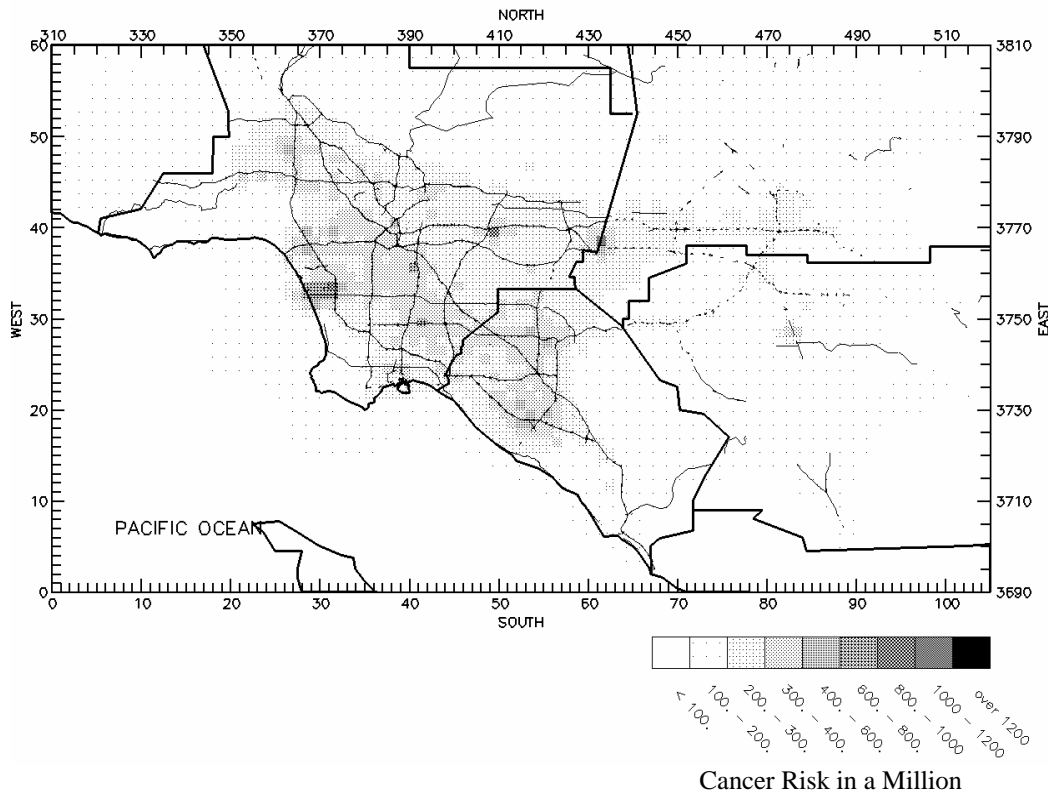 NORTH
310 330 350 370 390 410 430 450 470 490 510
60 3810
50 3790
40 3770
30 3750
20 3730
10 3710
0 3690
WEST
EAST
PACIFIC OCEAN
0 10 20 30 40 50 60 70 80 90 100
SOUTH
< 100.
100. - 200.
200. - 300.
300. - 400.
400. - 600.
600. - 800.
800. - 1000
1000 - 1200
over 1200
Cancer Risk in a Million